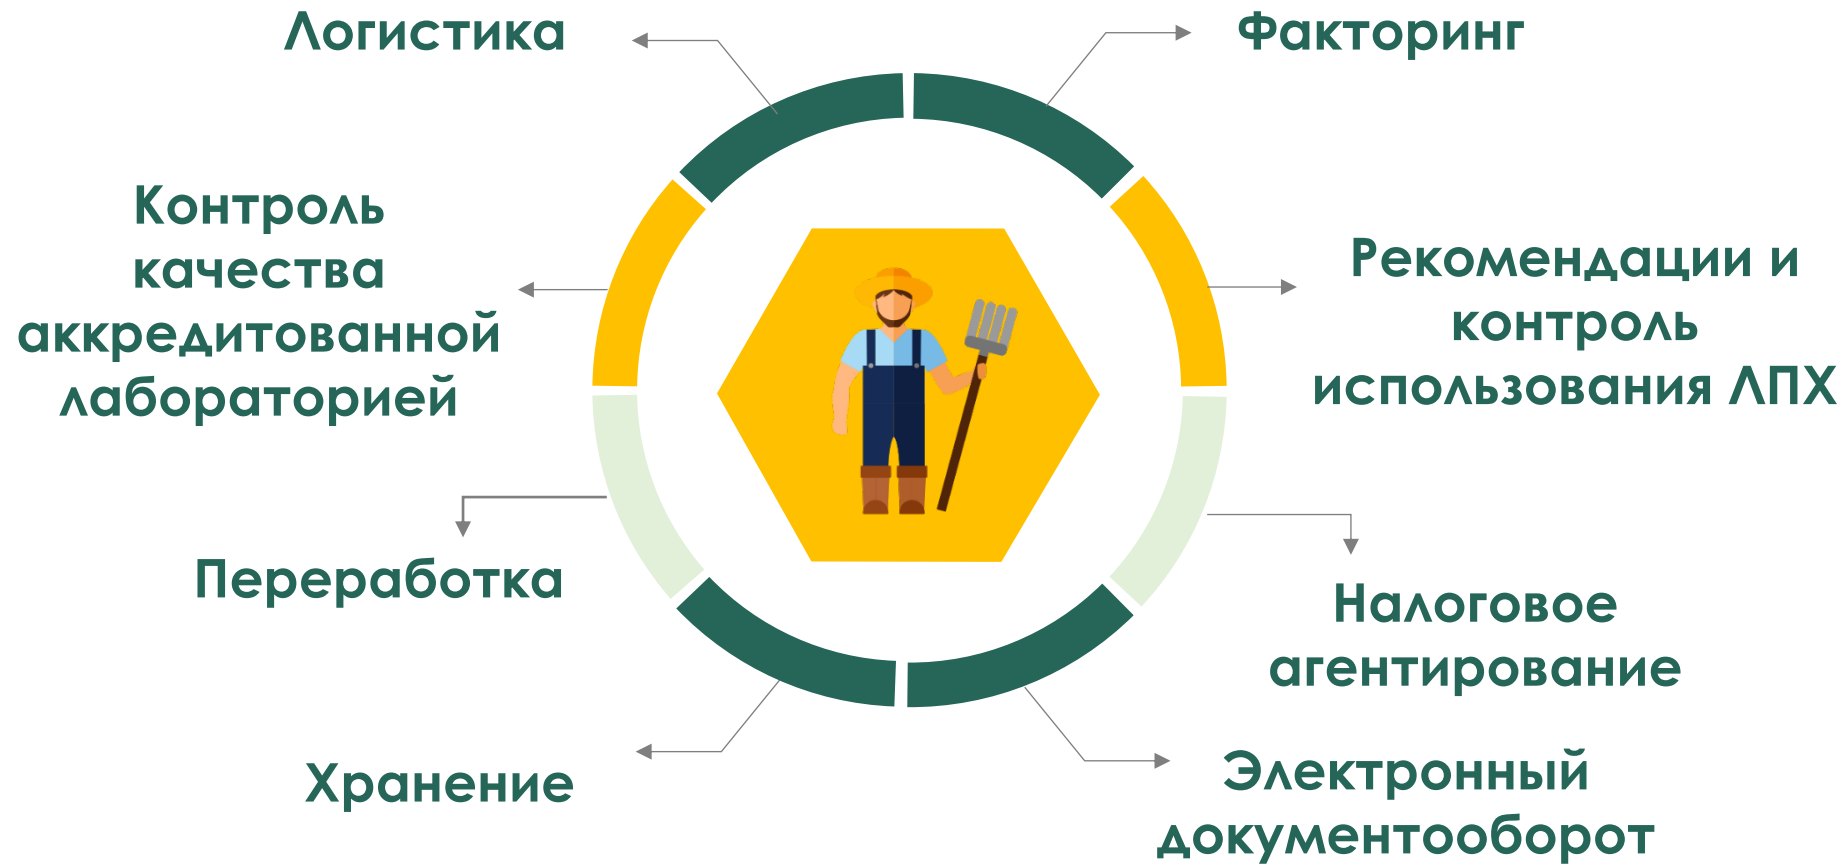 Логистика
Факторинг
Контроль
качества
аккредитованной
лабораторией
Рекомендации и
контроль
использования ЛПХ
Переработка
Налоговое
агентирование
Хранение
Электронный
документооборот